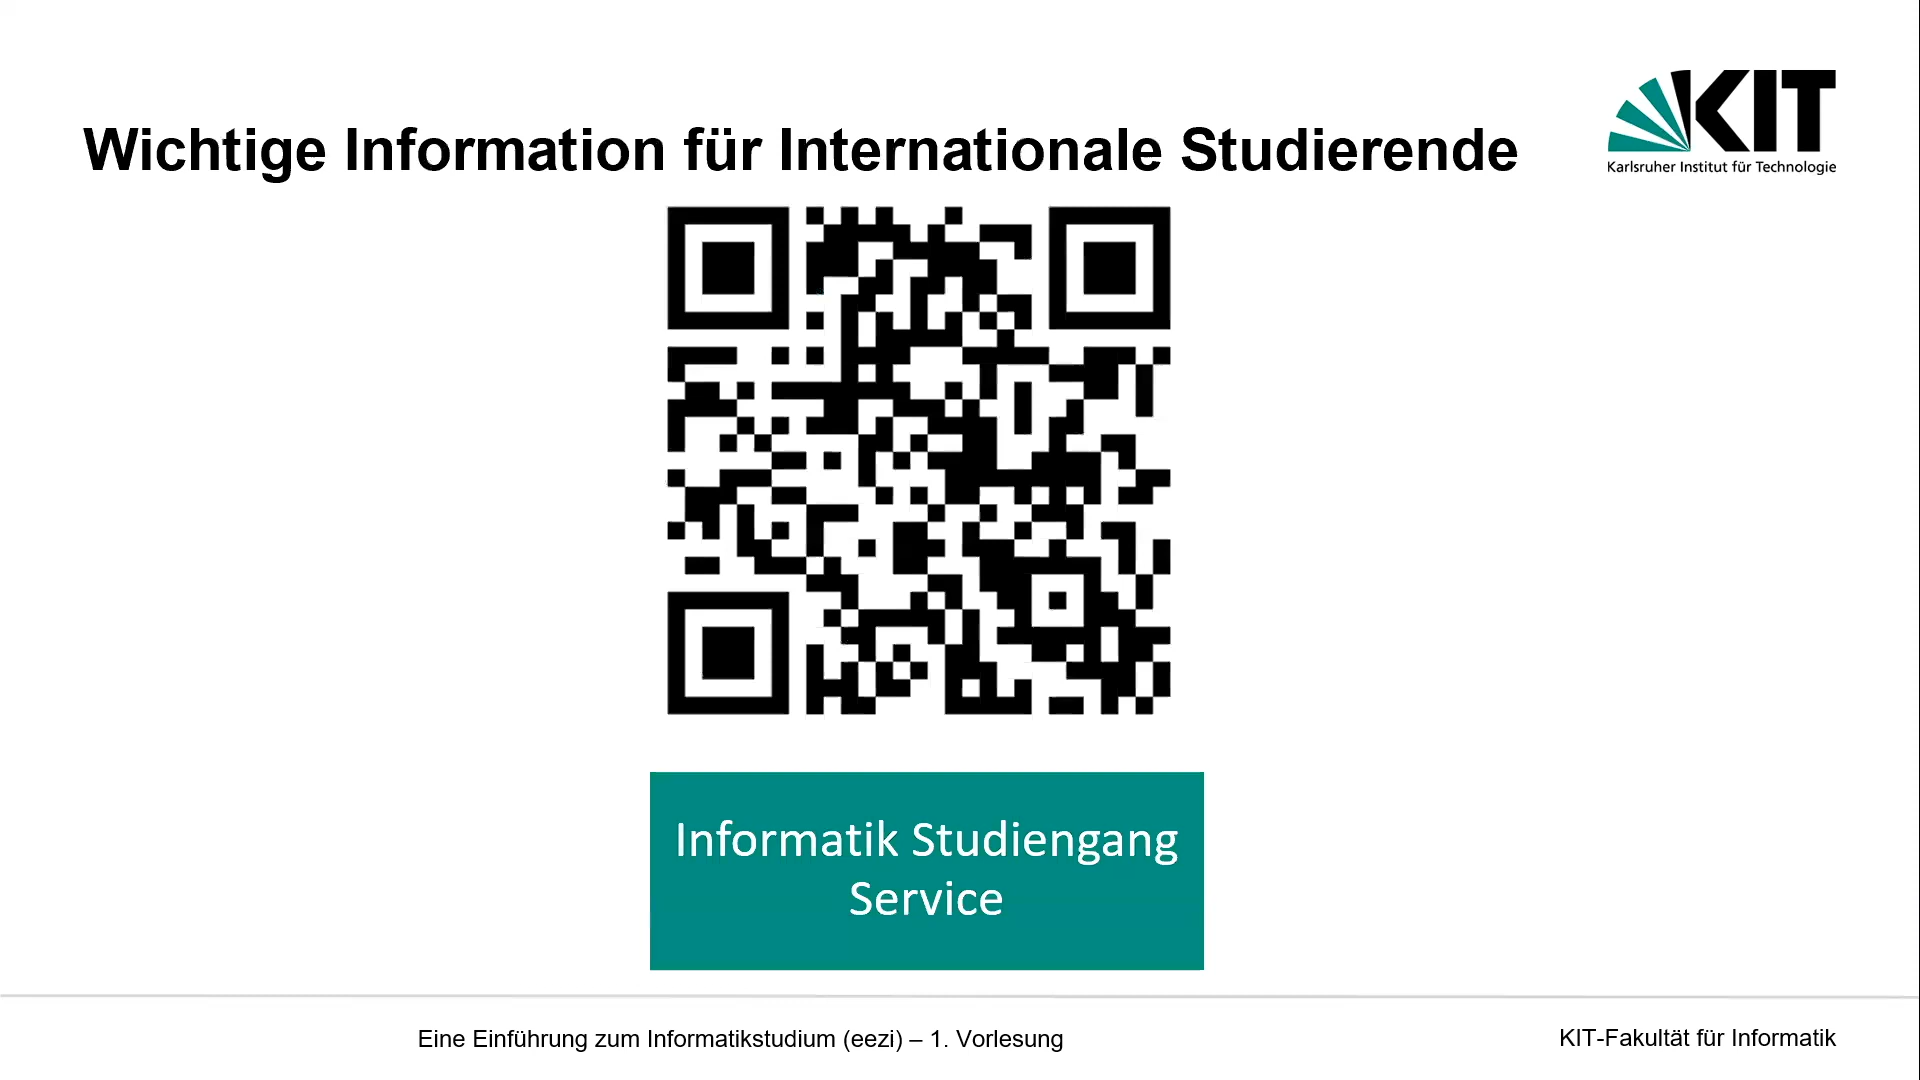 Wichtige Information für Internationale Studierende
KIT
Karlsruher Institut für Technologie
Informatik Studiengang
Service
Eine Einführung zum Informatikstudium (eezi) – 1. Vorlesung
KIT-Fakultät für Informatik